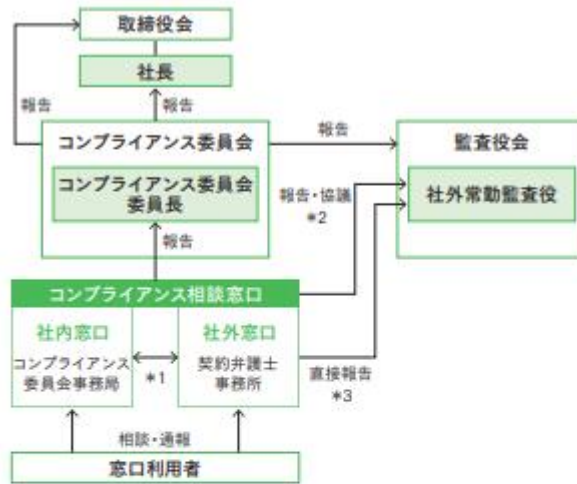 取締役会
社長
報告
報告
コンプライアンス委員会
報告
監査役会
コンプライアンス委員会
委員長
報告・協議
*2
社外常勤監査役
報告
コンプライアンス相談窓口
社内窓口
社外窓口
コンプライアンス
委員会事務局
*1
契約弁護士
事務所
直接報告
*3
相談・通報
窓口利用者